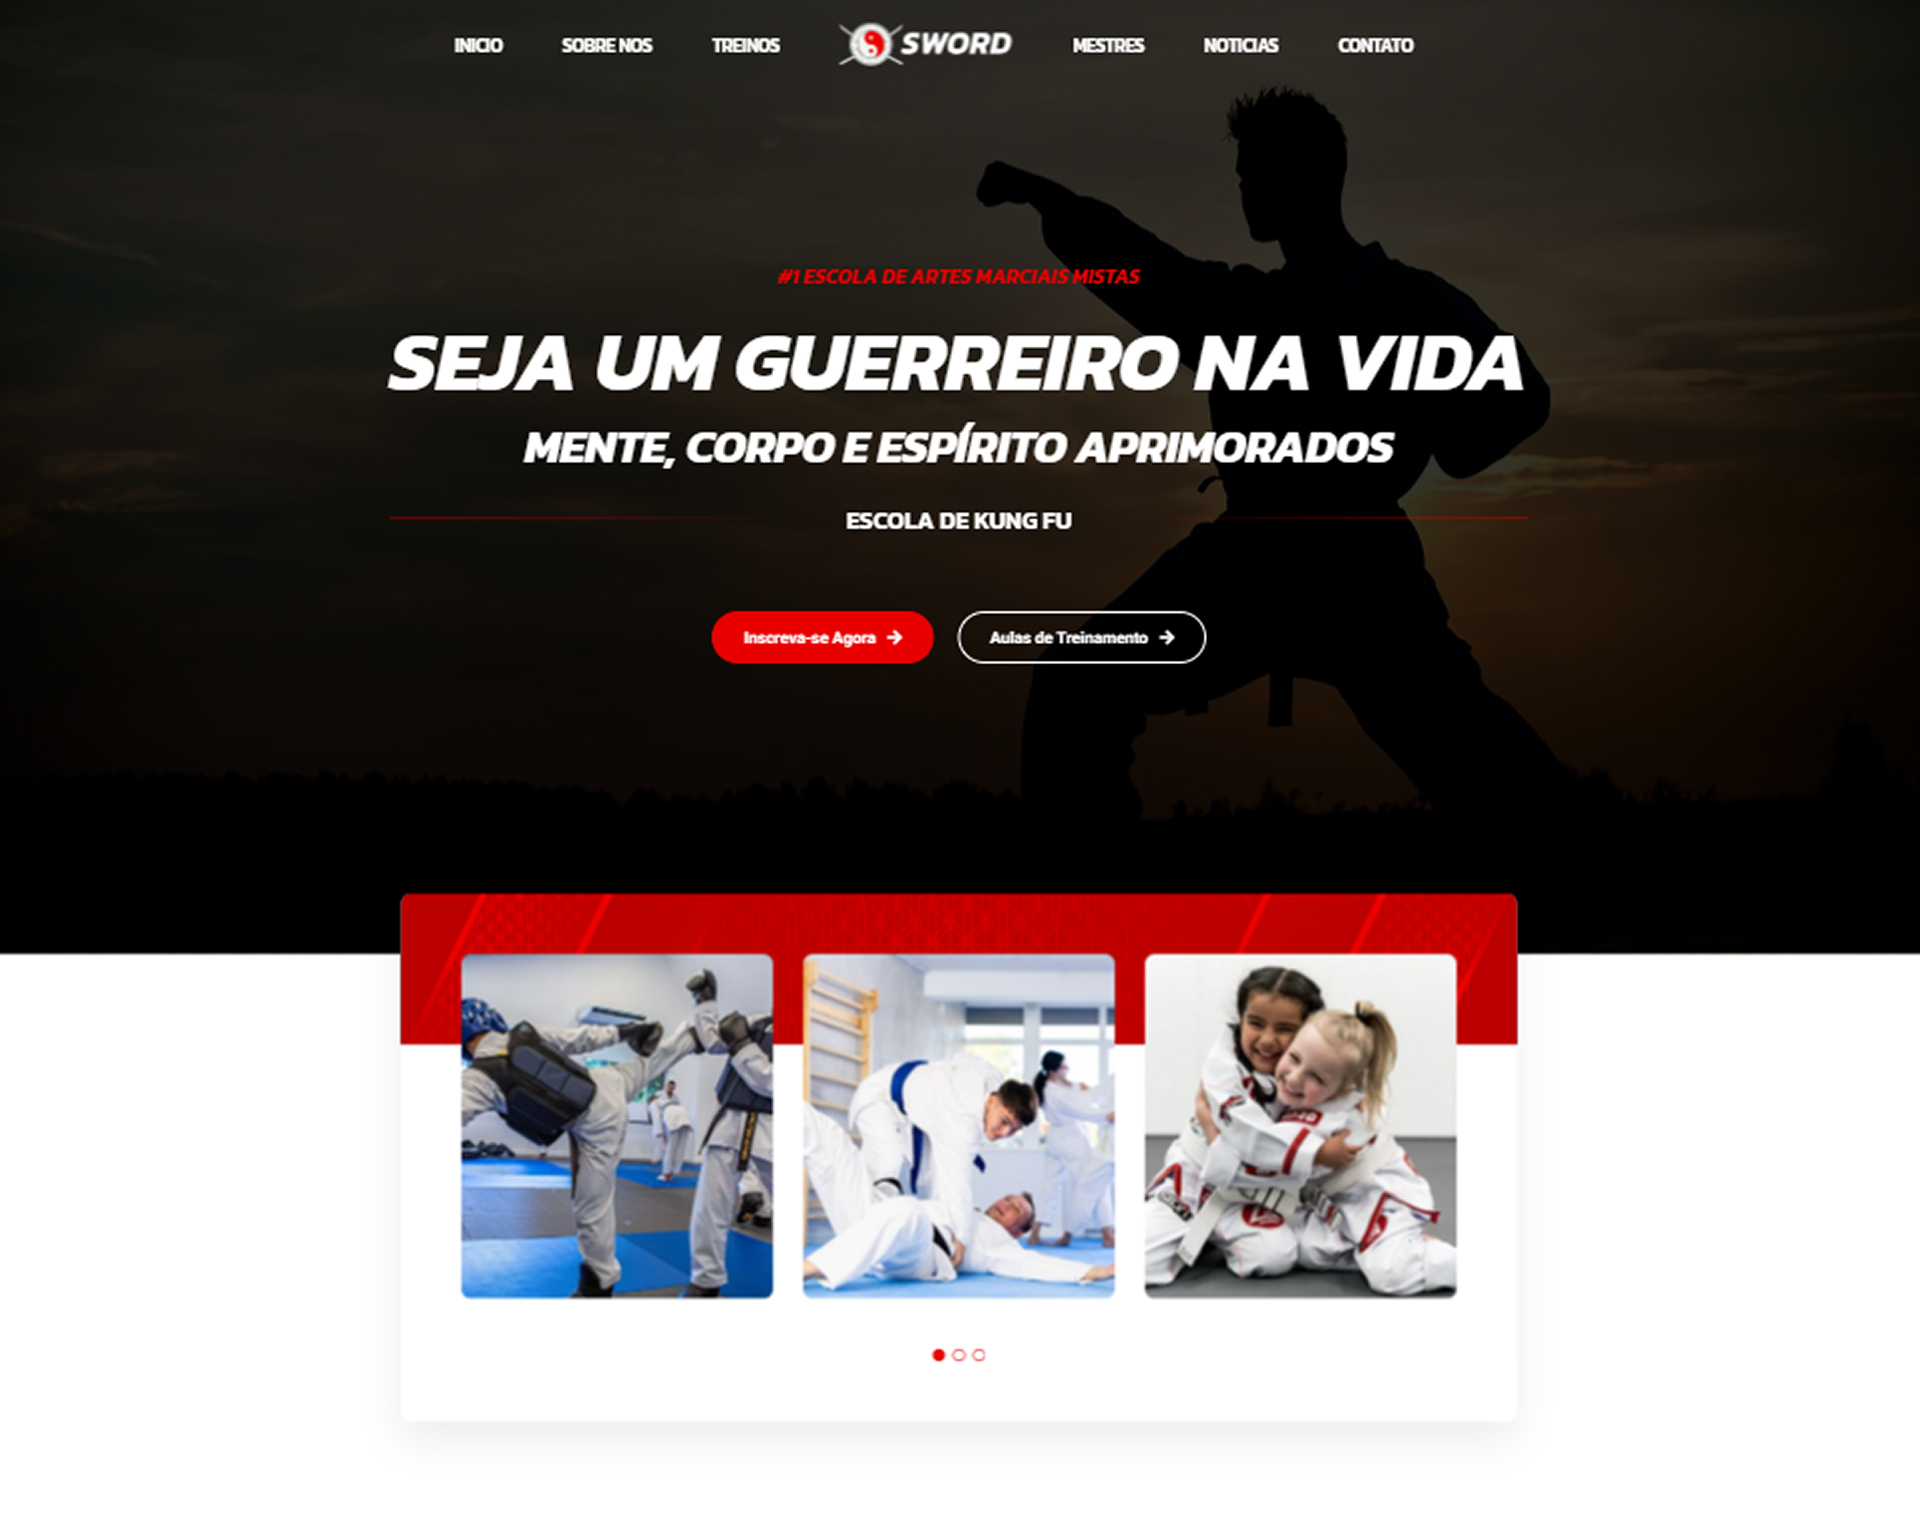 INICIO
SOBRE NOS
TREINOS
SWORD
MESTRES
NOTICIAS
CONTATO
#1 ESCOLA DE ARTES MARCIAIS MISTAS
SEJA UM GUERREIRO NA VIDA
MENTE, CORPO E ESPÍRITO APRIMORADOS
ESCOLA DE KUNG FU
Inscreva-se Agora
Aulas de Treinamento